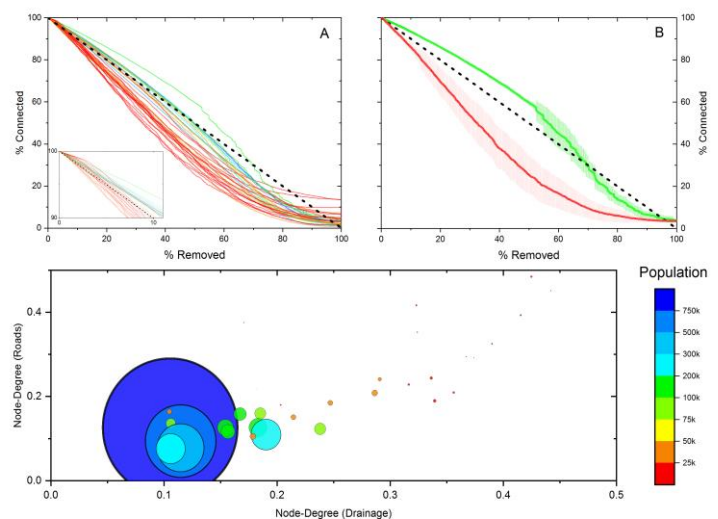 100
80
60
40
20
0
% Connected
A
100
90
0
10
0
20
40
60
80
100
% Removed
100
80
60
40
20
0
% Connected
B
0
20
40
60
80
100
% Removed
0.4
0.2
0.0
Node-Degree (Roads)
0.0
0.1
0.2
0.3
0.4
0.5
Node-Degree (Drainage)
Population
750k
500k
300k
200k
100k
75k
50k
25k